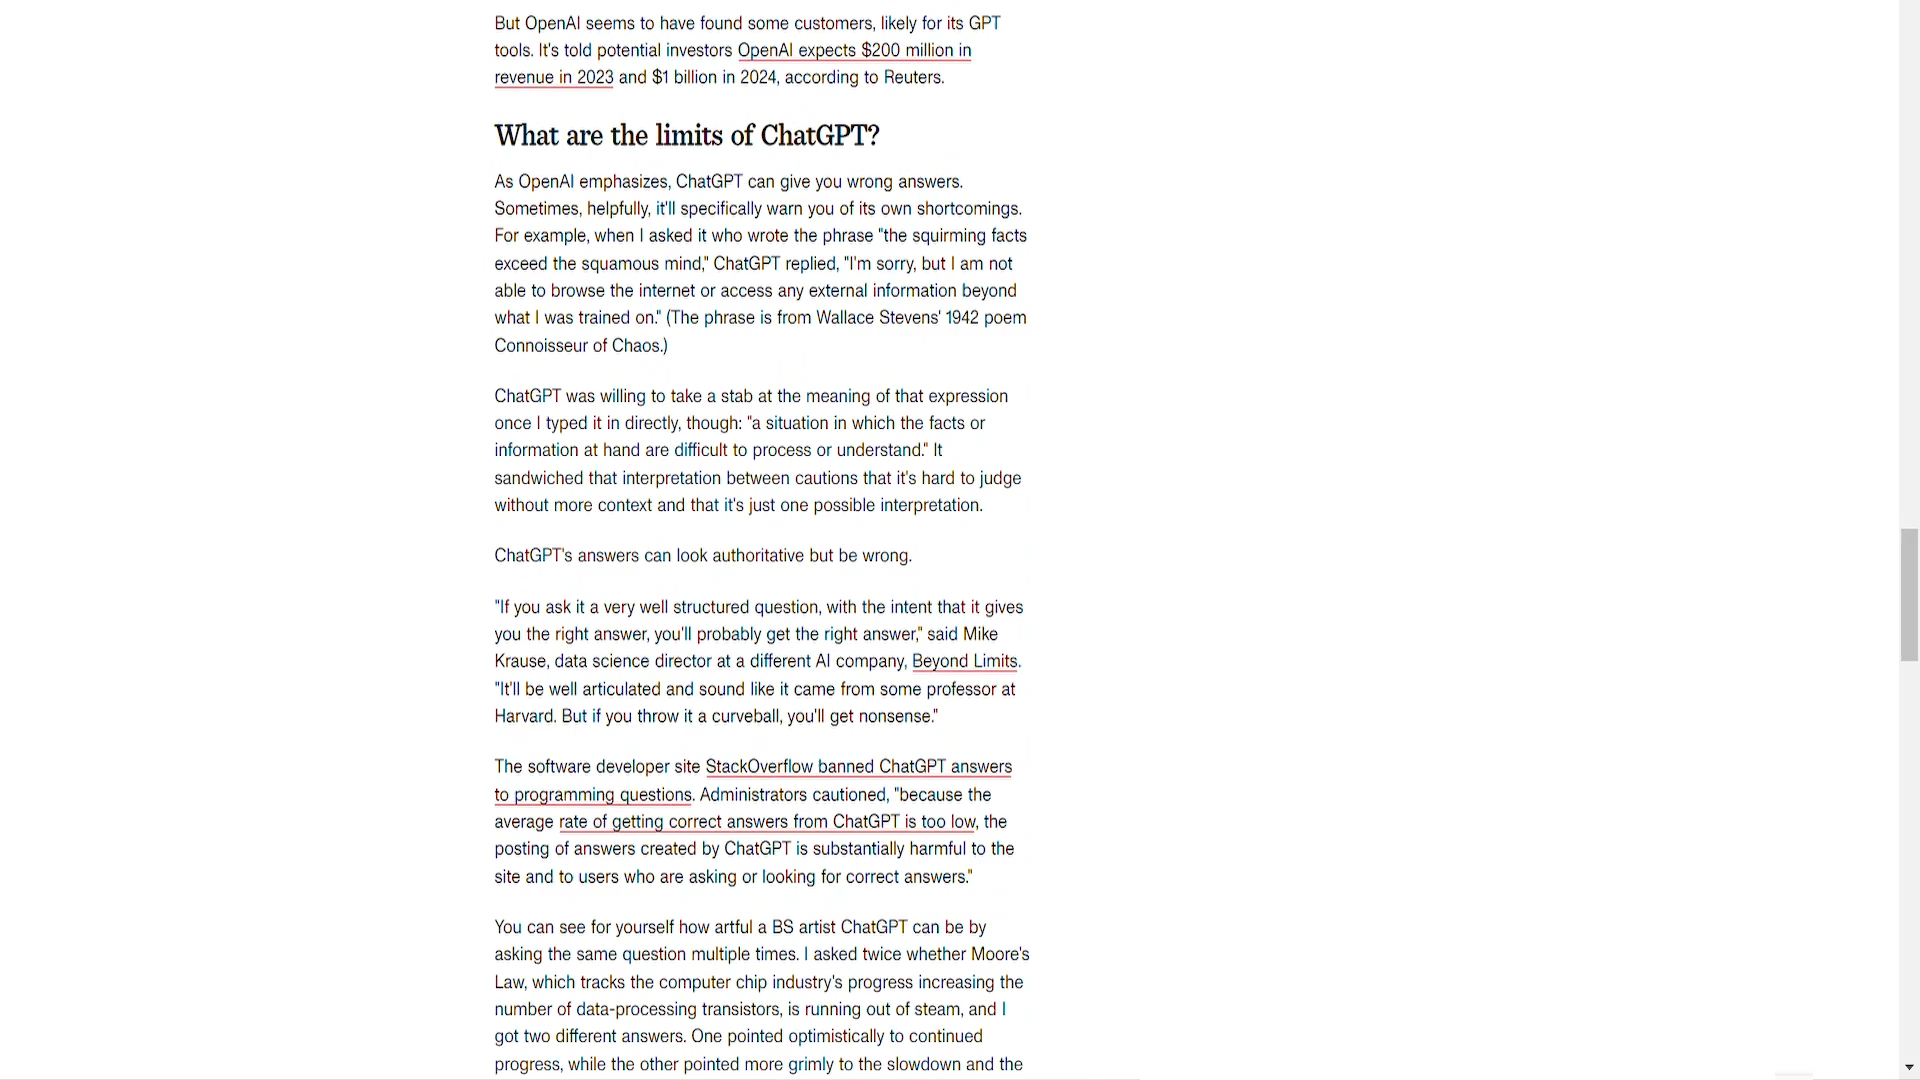 But OpenAI seems to have found some customers, likely for its GPT
tools. It's told potential investors OpenAI expects $200 million in
revenue in 2023 and $1 billion in 2024, according to Reuters.
What are the limits of ChatGPT?
As OpenAI emphasizes, ChatGPT can give you wrong answers.
Sometimes, helpfully, it'll specifically warn you of its own shortcomings.
For example, when I asked it who wrote the phrase "the squirming facts
exceed the squamous mind," ChatGPT replied, "I'm sorry, but I am not
able to browse the internet or access any external information beyond
what I was trained on." (The phrase is from Wallace Stevens' 1942 poem
Connoisseur of Chaos.)
ChatGPT was willing to take a stab at the meaning of that expression
once I typed it in directly, though: "a situation in which the facts or
information at hand are difficult to process or understand." It
sandwiched that interpretation between cautions that it's hard to judge
without more context and that it's just one possible interpretation.
ChatGPT's answers can look authoritative but be wrong.
"If you ask it a very well structured question, with the intent that it gives
you the right answer, you'll probably get the right answer," said Mike
Krause, data science director at a different AI company, Beyond Limits.
"It'll be well articulated and sound like it came from some professor at
Harvard. But if you throw it a curveball, you'll get nonsense."
The software developer site StackOverflow banned ChatGPT answers
to programming questions. Administrators cautioned, "because the
average rate of getting correct answers from ChatGPT is too low, the
posting of answers created by ChatGPT is substantially harmful to the
site and to users who are asking or looking for correct answers."
You can see for yourself how artful a BS artist ChatGPT can be by
asking the same question multiple times. I asked twice whether Moore's
Law, which tracks the computer chip industry's progress increasing the
number of data-processing transistors, is running out of steam, and I
got two different answers. One pointed optimistically to continued
progress, while the other pointed more grimly to the slowdown and the